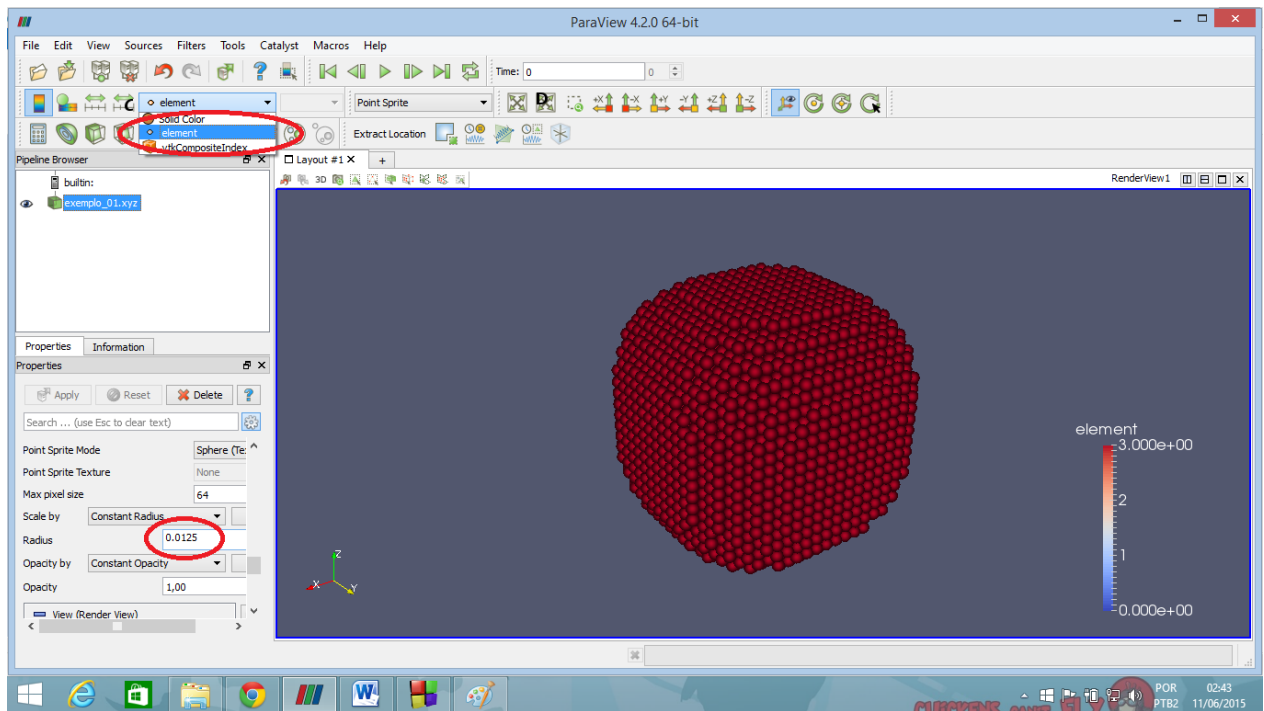 ParaView 4.2.0 64-bit
File Edit View Sources Filters Tools Catalyst Macros Help
Time: 0 0
element Point Sprite
Solid Color
element
vtkCompositeIndex
Extract Location
Pipeline Browser
Layout #1 X +
builtin:
3D
RenderView1
exemplo_01.xyz
Properties Information
Properties
Apply Reset Delete ?
Search ... (use Esc to clear text)
Point Sprite Mode Sphere (Te:
Point Sprite Texture None
Max pixel size 64
Scale by Constant Radius
Radius 0.0125
Opacity by Constant Opacity
Opacity 1,00
View (Render View)
element
3.000e+00
2
1
0.000e+00
Z
X Y
POR 02:43
PTB2 11/06/2015